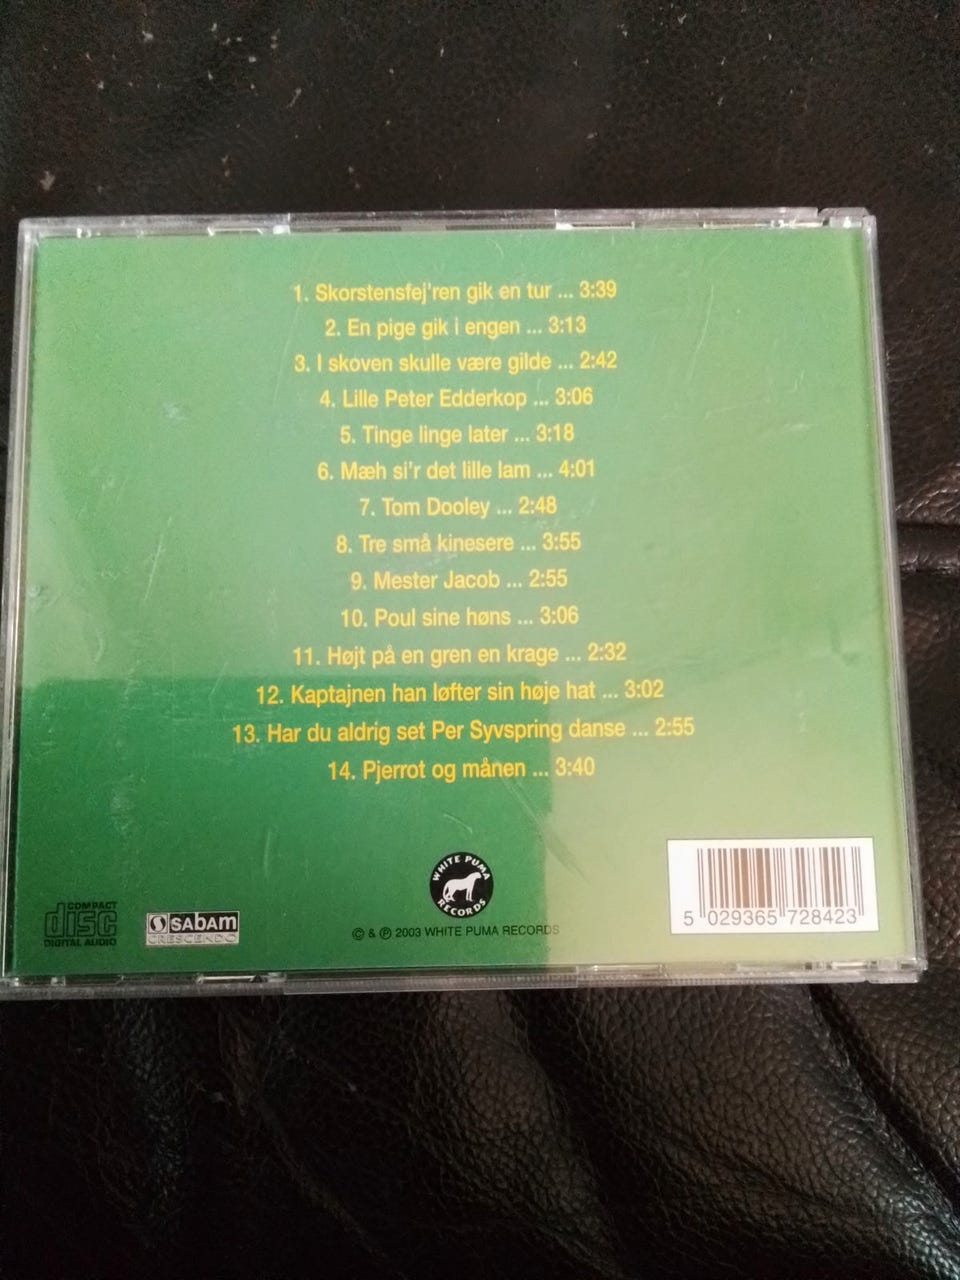 1. Skorstensfej'ren gik en tur ... 3:39
2. En pige gik i engen ... 3:13
3. I skoven skulle være gilde ... 2:42
4. Lille Peter Edderkop ... 3:06
5. Tinge linge later ... 3:18
6. Mæh si'r det lille lam ... 4:01
7. Tom Dooley ... 2:48
8. Tre små kinesere ... 3:55
9. Mester Jacob ... 2:55
10. Poul sine høns ... 3:06
11. Højt på en gren en krage ... 2:32
12. Kaptajnen han løfter sin høje hat ... 3:02
13. Har du aldrig set Per Syvspring danse ... 2:55
14. Pjerrot og månen ... 3:40
COMPACT
disc
DIGITAL AUDIO
sabam
CRESCENDO
WHITE PUMA
RECORDS
© & ℗ 2003 WHITE PUMA RECORDS
5 029365 728423